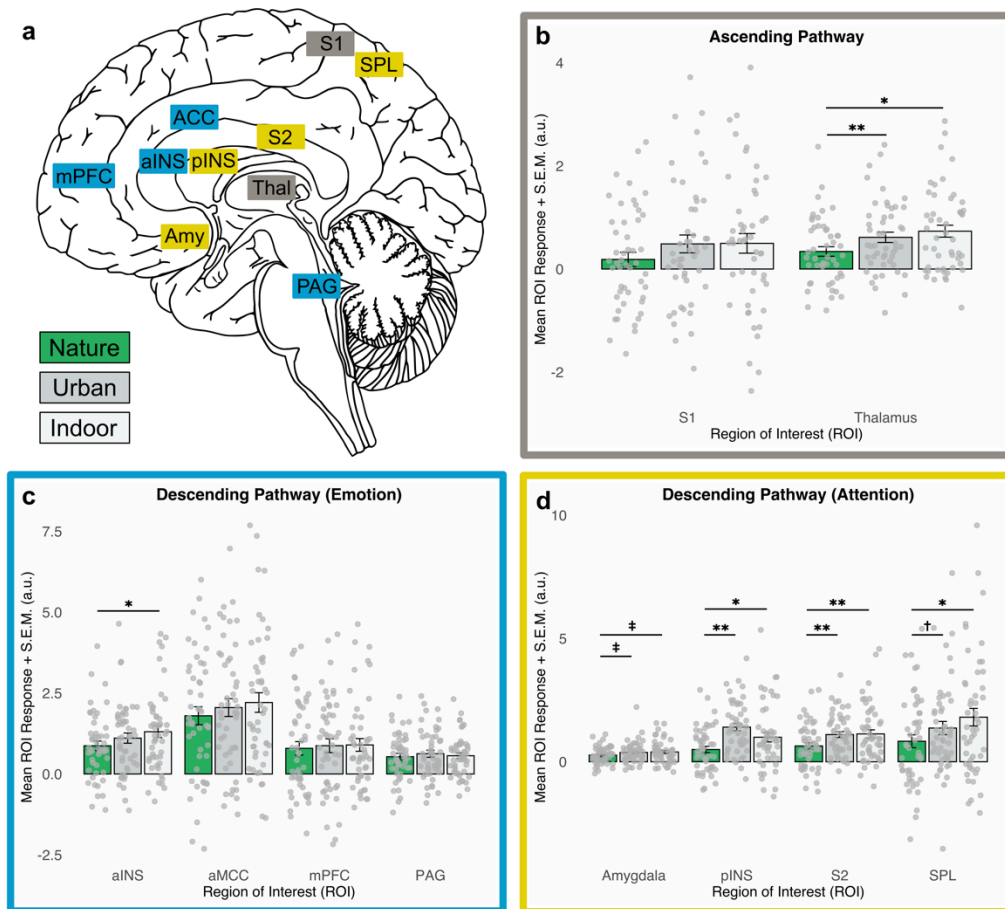 a
S1
SPL
ACC
S2
aINS
pINS
mPFC
Thal
Amy
PAG
Nature
Urban
Indoor
b
Ascending Pathway
Mean ROI Response + S.E.M. (a.u.)
4
2
0
-2
*
**
S1
Thalamus
Region of Interest (ROI)
c
Descending Pathway (Emotion)
Mean ROI Response + S.E.M. (a.u.)
7.5
5.0
2.5
0.0
-2.5
*
aINS
aMCC
mPFC
PAG
Region of Interest (ROI)
d
Descending Pathway (Attention)
Mean ROI Response + S.E.M. (a.u.)
10
5
0
‡
‡
*
**
**
**
*
†
Amygdala
pINS
S2
SPL
Region of Interest (ROI)